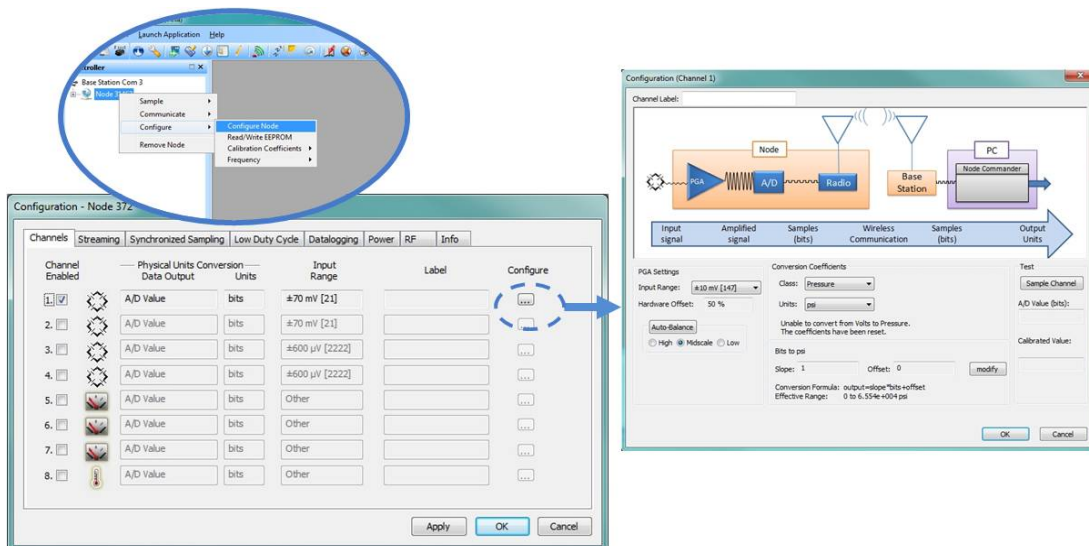 Launch Application Help
Base Station Com 3
Sample
Communicate
Configure
Remove Node
Configure Node
Read/Write EEPROM
Calibration Coefficients
Frequency
Configuration - Node 372
Channels Streaming Synchronized Sampling Low Duty Cycle Datalogging Power RF Info
Channel Enabled
Physical Units Conversion
Data Output Units
Input Range
Label
Configure
1. A/D Value bits ±70 mV [21] ...
2. A/D Value bits ±70 mV [21] ...
3. A/D Value bits ±600 µV [2222] ...
4. A/D Value bits ±600 µV [2222] ...
5. A/D Value bits Other ...
6. A/D Value bits Other ...
7. A/D Value bits Other ...
8. A/D Value bits Other ...
Apply OK Cancel
Configuration (Channel 1)
Channel Label:
Node
PGA
A/D
Radio
Base Station
PC
Node Commander
Input signal
Amplified signal
Samples (bits)
Wireless Communication
Samples (bits)
Output Units
PGA Settings
Input Range: ±10 mV [147]
Hardware Offset: 50 %
Auto-Balance
High Midscale Low
Conversion Coefficients
Class: Pressure
Units: psi
Unable to convert from Volts to Pressure.
The coefficients have been reset.
Bits to psi
Slope: 1 Offset: 0 modify
Conversion Formula: output=slope*bits+offset
Effective Range: 0 to 6.554e+004 psi
Test
Sample Channel
A/D Value (bits):
Calibrated Value:
OK Cancel